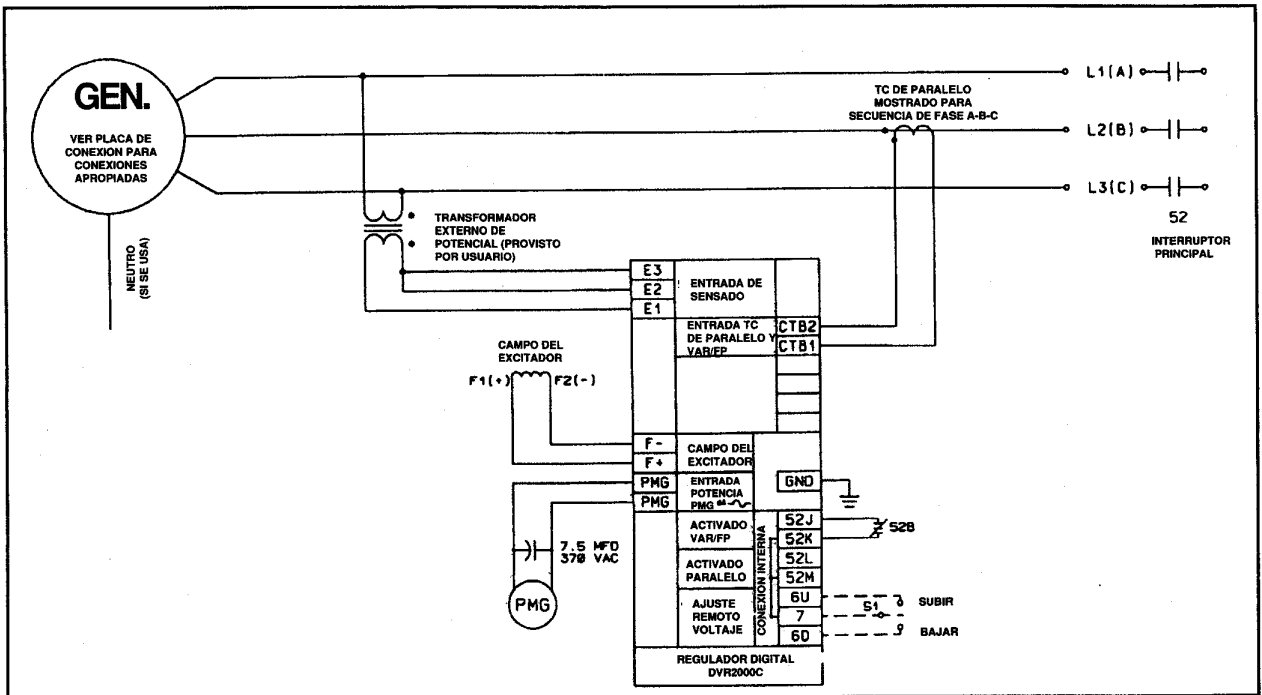 GEN.
VER PLACA DE
CONEXION PARA
CONEXIONES
APROPIADAS
NEUTRO
(SI SE USA)
L1(A)
TC DE PARALELO
MOSTRADO PARA
SECUENCIA DE FASE A-B-C
L2(B)
L3(C)
52
INTERRUPTOR
PRINCIPAL
TRANSFORMADOR
EXTERNO DE
POTENCIAL (PROVISTO
POR USUARIO)
E3
E2
E1
ENTRADA DE
SENSADO
ENTRADA TC
DE PARALELO Y
VAR/FP
CTB2
CTB1
CAMPO DEL
EXCITADOR
F1(+)
F2(-)
F-
F+
CAMPO DEL
EXCITADOR
PMG
PMG
ENTRADA
POTENCIA
PMG
GND
7.5 MFD
370 VAC
PMG
ACTIVADO
VAR/FP
ACTIVADO
PARALELO
AJUSTE
REMOTO
VOLTAJE
CONEXION INTERNA
52J
52K
52L
52M
6U
7
6D
52B
S1
SUBIR
BAJAR
REGULADOR DIGITAL
DVR2000C